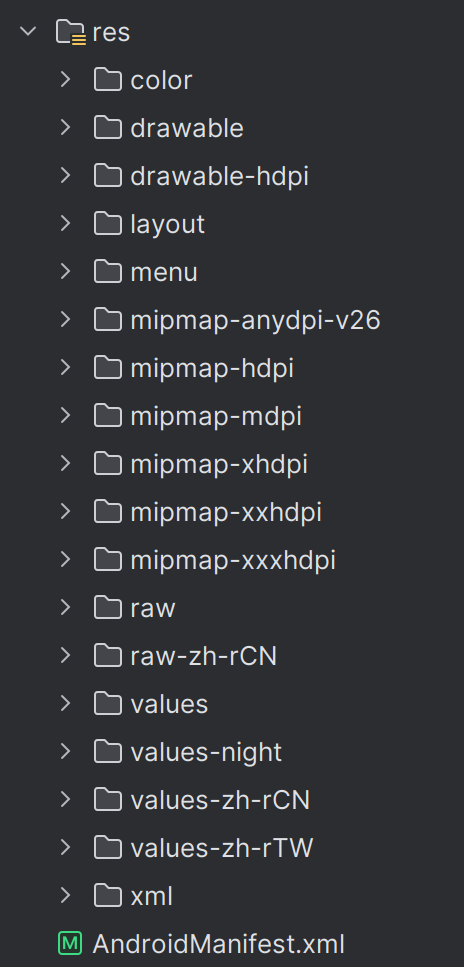 res
color
drawable
drawable-hdpi
layout
menu
mipmap-anydpi-v26
mipmap-hdpi
mipmap-mdpi
mipmap-xhdpi
mipmap-xxhdpi
mipmap-xxxhdpi
raw
raw-zh-rCN
values
values-night
values-zh-rCN
values-zh-rTW
xml
M AndroidManifest.xml